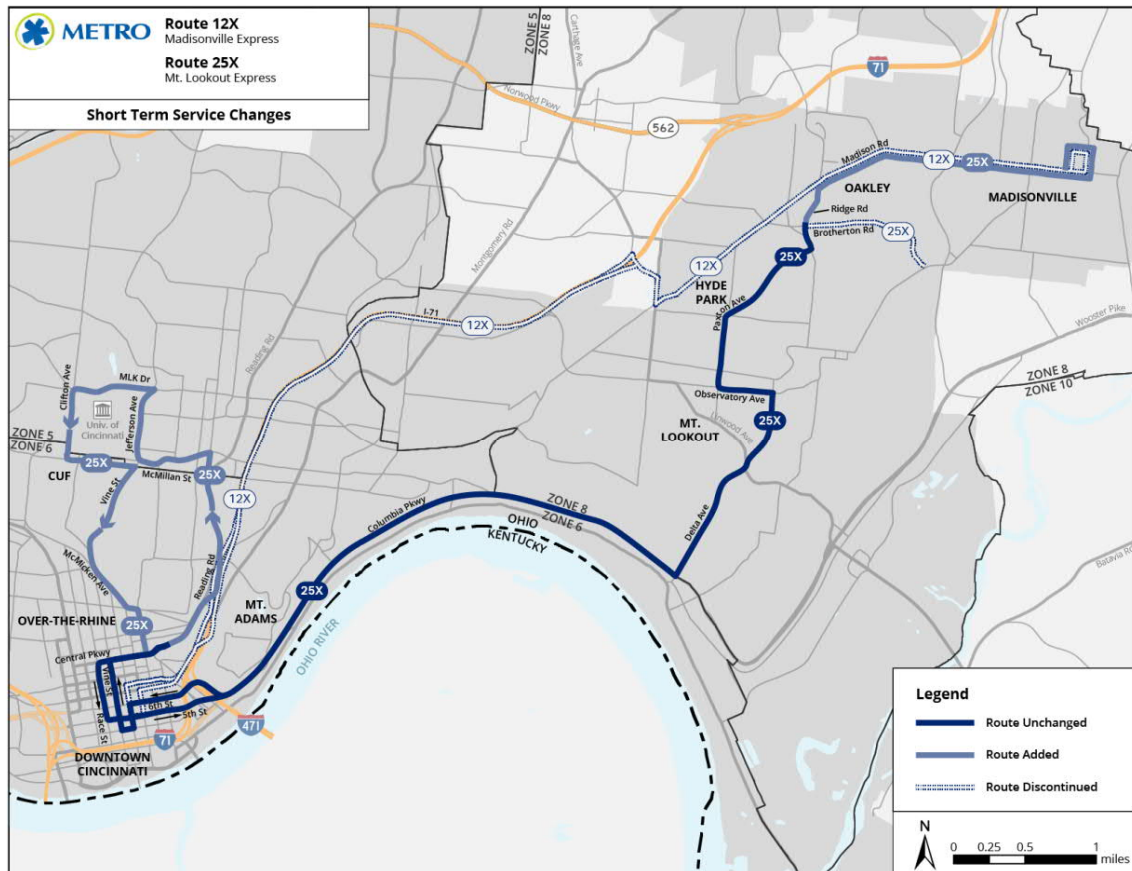 METRO
Route 12X
Madisonville Express
Route 25X
Mt. Lookout Express
Short Term Service Changes
ZONE 5
ZONE 8
Carthage Ave
Norwood Pkwy
562
71
Madison Rd
12X
25X
OAKLEY
MADISONVILLE
Ridge Rd
Brotherton Rd
25X
25X
12X
HYDE
PARK
Paxton Ave
Montgomery Rd
I-71
12X
Reading Rd
Wooster Pike
ZONE 8
ZONE 10
Clifton Ave
MLK Dr
Univ. of
Cincinnati
Jefferson Ave
Observatory Ave
Linwood Ave
MT.
LOOKOUT
25X
ZONE 5
ZONE 6
25X
CUF
McMillan St
25X
Vine St
12X
Columbia Pkwy
ZONE 8
ZONE 6
OHIO
KENTUCKY
Delta Ave
Batavia Rd
McMicken Ave
Reading Rd
MT.
ADAMS
25X
OVER-THE-RHINE
25X
OHIO RIVER
Central Pkwy
Vine St
Race St
6th St
5th St
471
71
DOWNTOWN
CINCINNATI
Legend
Route Unchanged
Route Added
Route Discontinued
N
0 0.25 0.5 1
miles